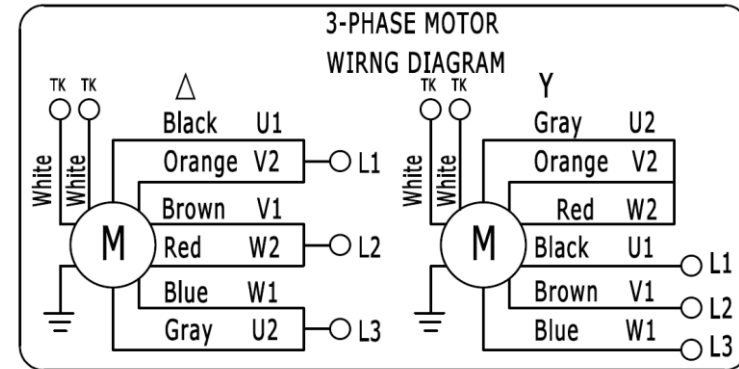 3-PHASE MOTOR
WIRNG DIAGRAM
TK TK
Δ
White
White
Black U1
Orange V2
L1
Brown V1
Red W2
L2
Blue W1
Gray U2
L3
M
TK TK
Y
White
White
Gray U2
Orange V2
Red W2
M
Black U1
L1
Brown V1
L2
Blue W1
L3